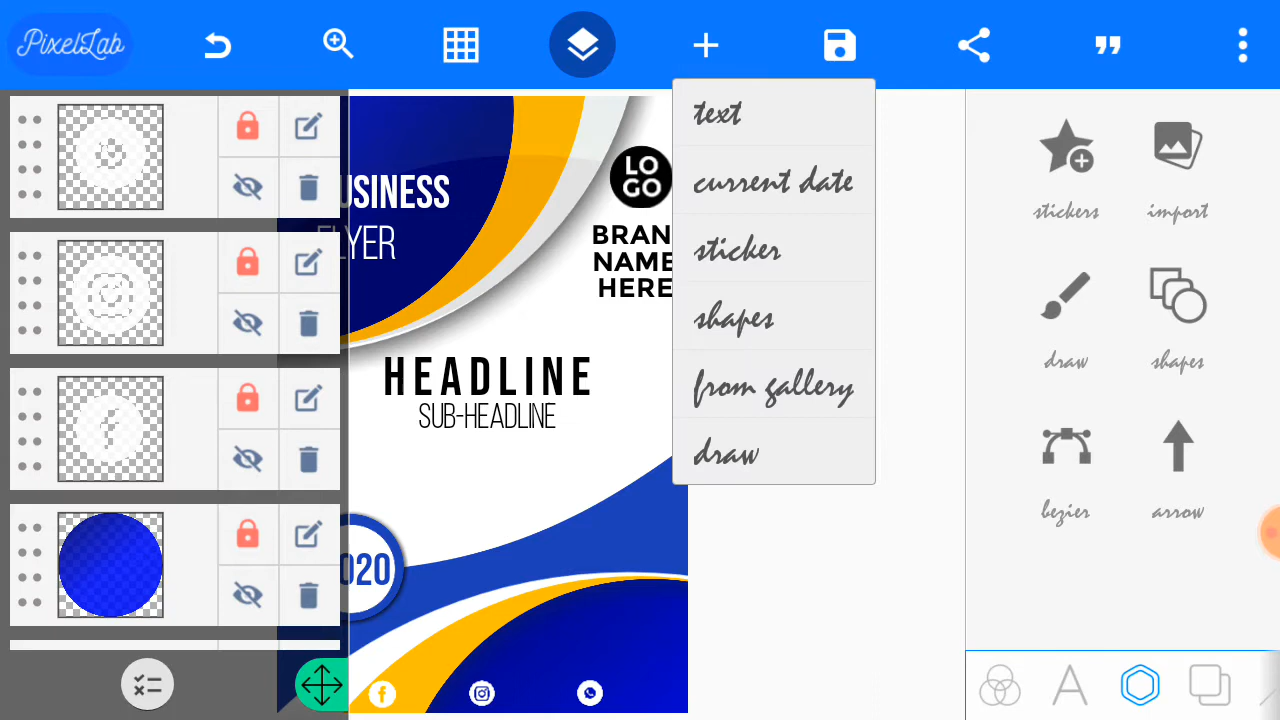 PixelLab
text
current date
sticker
shapes
from gallery
draw
USINESS
LYER
LO
GO
BRAN
NAME
HERE
HEADLINE
SUB-HEADLINE
020
stickers
import
draw
shapes
bezier
arrow